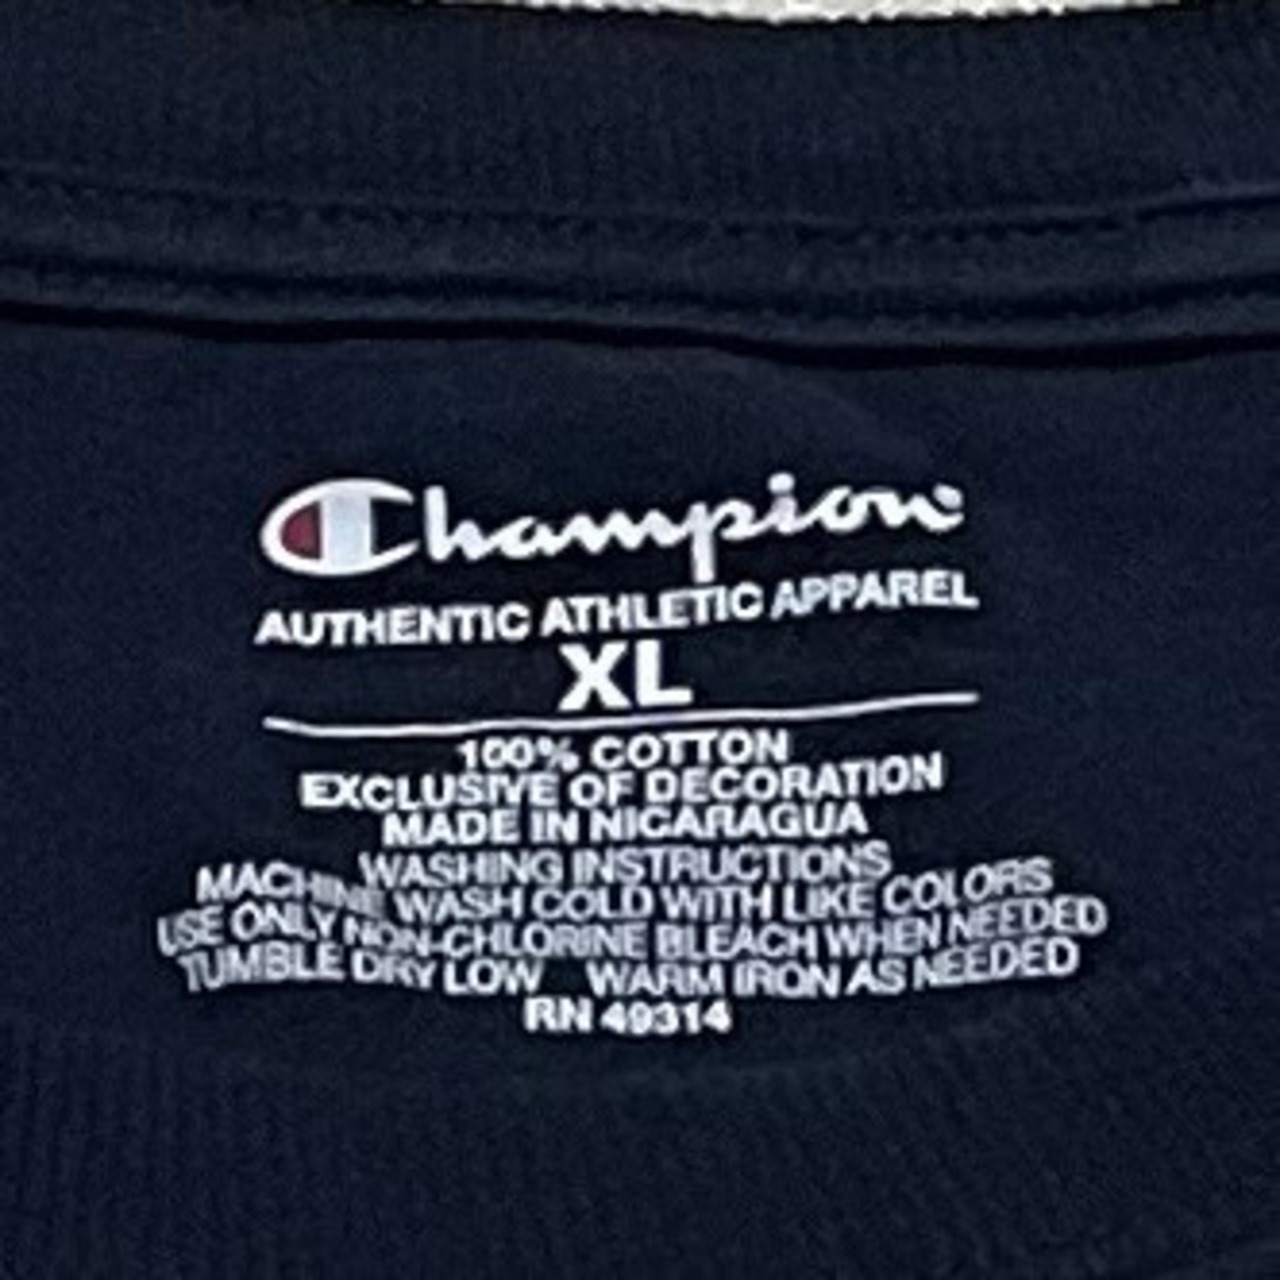 Champion
AUTHENTIC ATHLETIC APPAREL
XL
100% COTTON
EXCLUSIVE OF DECORATION
MADE IN NICARAGUA
WASHING INSTRUCTIONS
MACHINE WASH COLD WITH LIKE COLORS
USE ONLY NON-CHLORINE BLEACH WHEN NEEDED
TUMBLE DRY LOW WARM IRON AS NEEDED
RN 49314